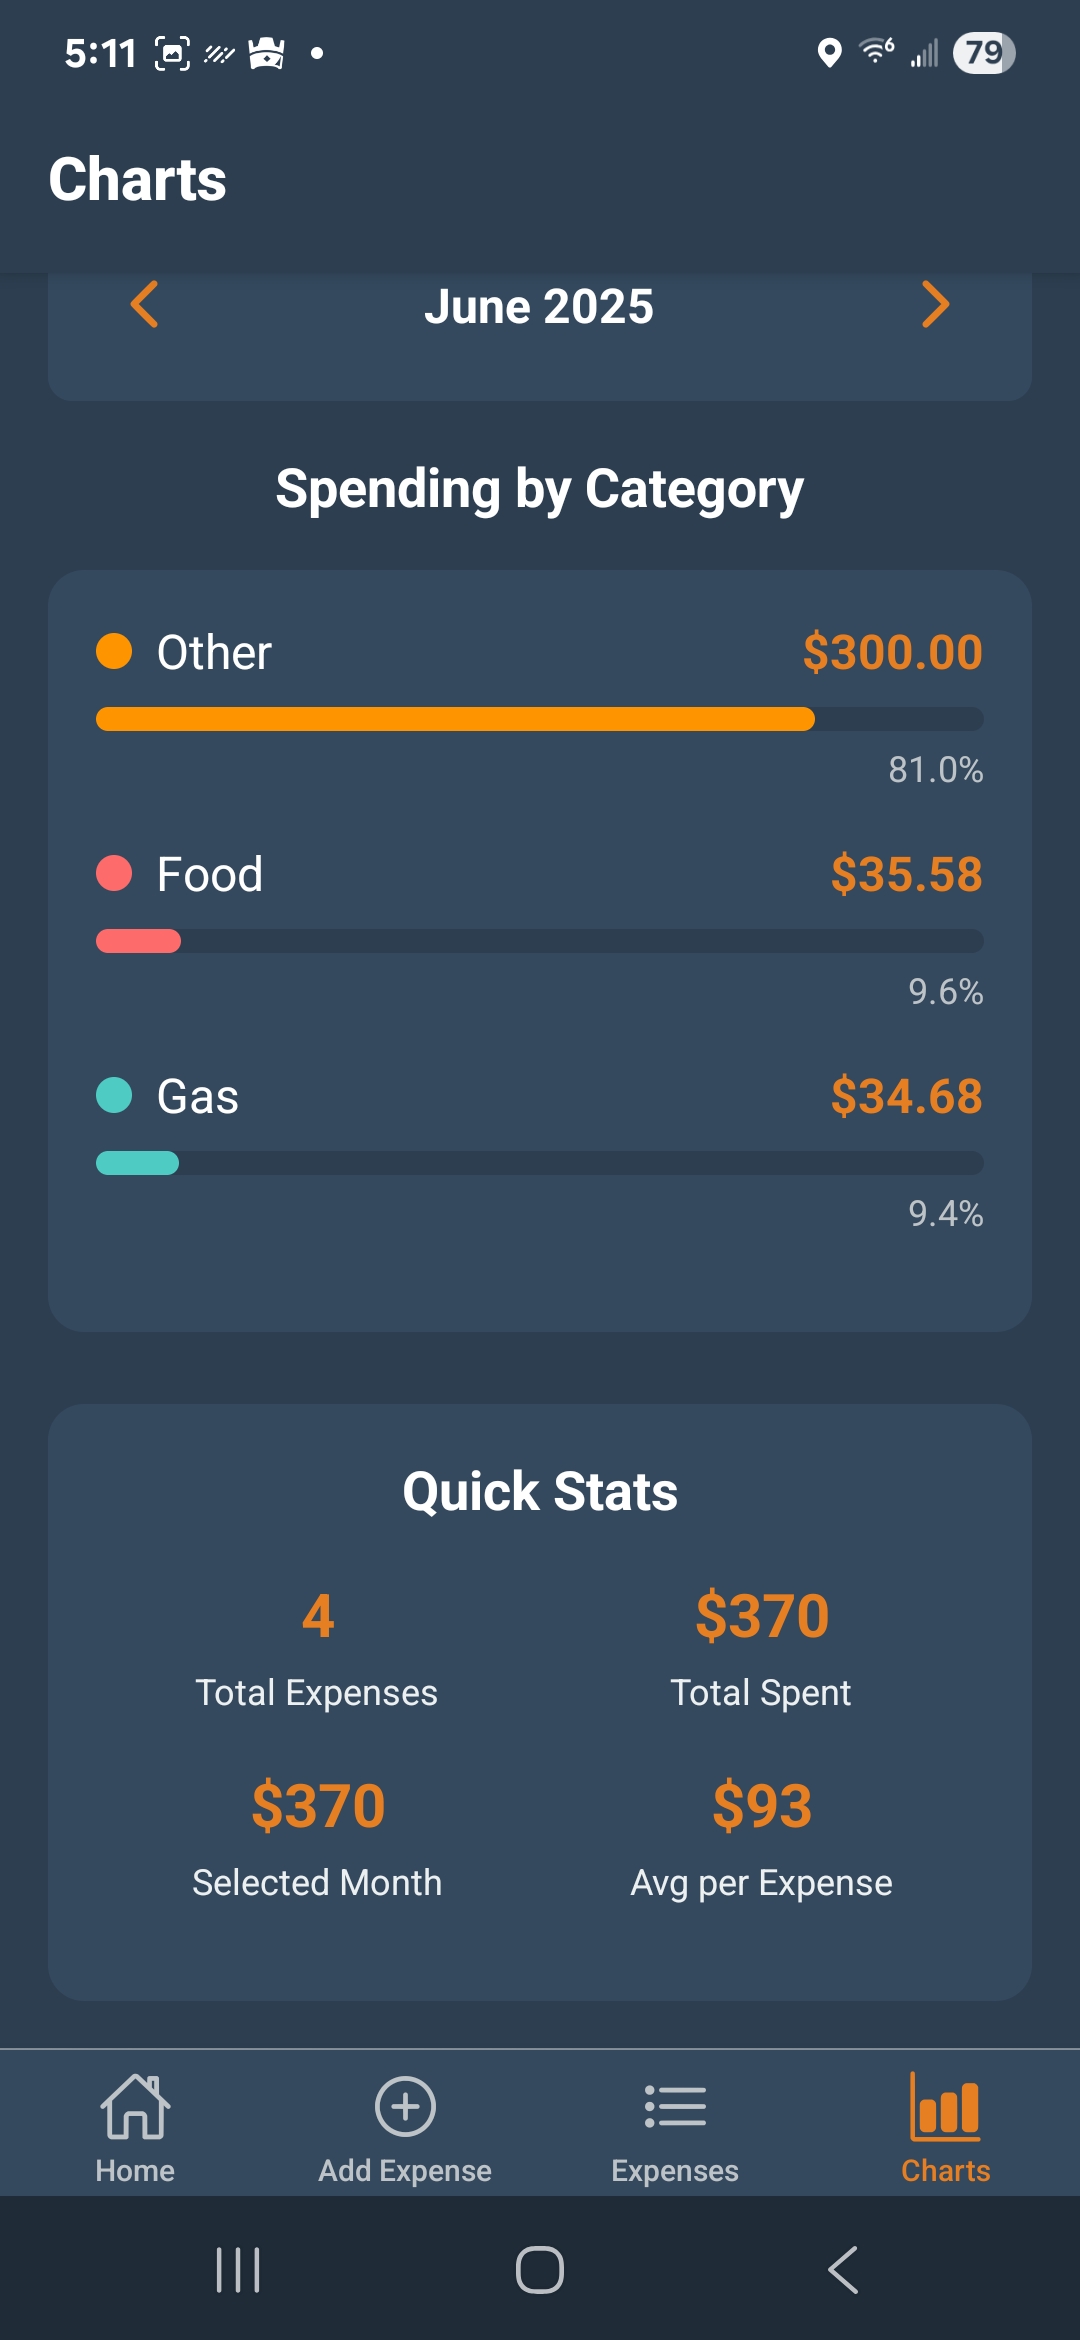 5:11
6
79
Charts
June 2025
Spending by Category
Other $300.00
81.0%
Food $35.58
9.6%
Gas $34.68
9.4%
Quick Stats
4 $370
Total Expenses Total Spent
$370 $93
Selected Month Avg per Expense
Home Add Expense Expenses Charts